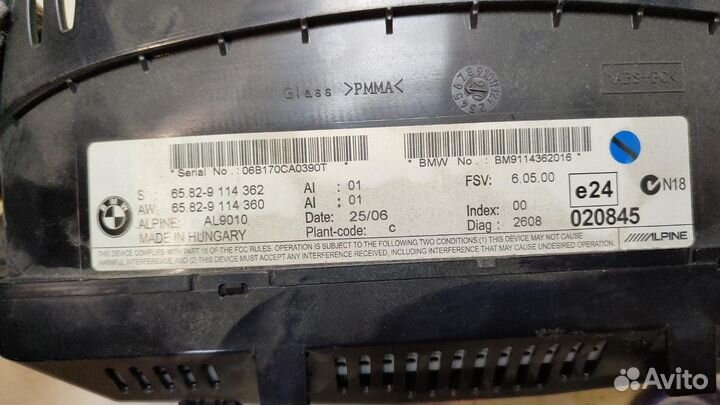 Glass >PMMA<
>ABS+PC<
* Serial No : 06B170CA0390T *
* BMW No : BM9114362016 *
S : 65.82-9 114 362 AI : 01 FSV: 6.05.00
AW: 65.82-9 114 360 AI : 01 e24 N18
ALPINE: AL9010 Date: 25/06 Index: 00
MADE IN HUNGARY Plant-code: c Diag : 2608 020845
THIS DEVICE COMPLIES WITH PART 15 OF THE FCC RULES. OPERATION IS SUBJECT TO THE FOLLOWING TWO CONDITIONS.(1) THIS DEVICE MAY NOT CAUSE
HARMFUL INTERFERENCE, AND (2) THIS DEVICE MUST ACCEPT ANY INTERFERENCE RECEIVED, INCLUDING INTERFERENCE THAT MAY CAUSE UNDESIRED OPERATION.
ALPINE
BMW
Avito